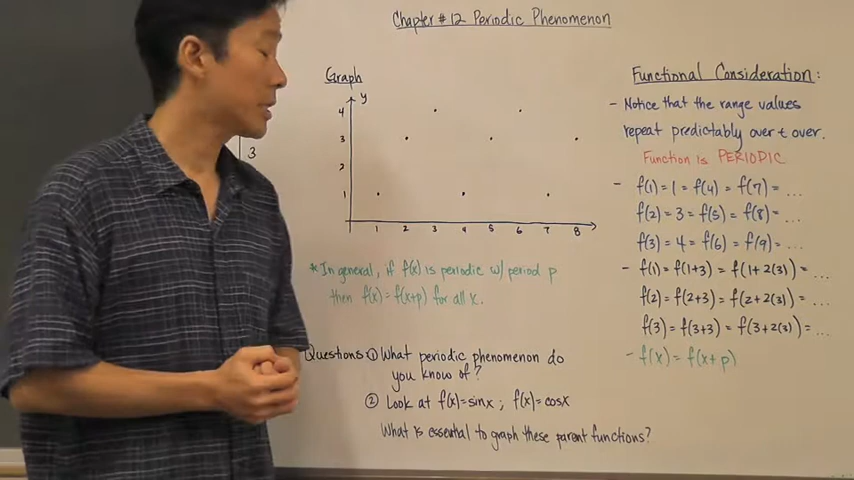 Chapter #12 Periodic Phenomenon
Graph
y
4
3
2
1
1 2 3 4 5 6 7 8
3
*In general, if f(x) is periodic w/ period p
then f(x) = f(x+p) for all x.
Questions: ① What periodic phenomenon do
you know of?
② Look at f(x)=sinx ; f(x)=cosx
What is essential to graph these parent functions?
Functional Consideration:
- Notice that the range values
repeat predictably over + over.
Function is PERIODIC
- f(1) = 1 = f(4) = f(7) = ...
f(2) = 3 = f(5) = f(8) = ...
f(3) = 4 = f(6) = f(9) = ...
- f(1) = f(1+3) = f(1+2(3)) = ...
f(2) = f(2+3) = f(2+2(3)) = ...
f(3) = f(3+3) = f(3+2(3)) = ...
- f(x) = f(x+p)